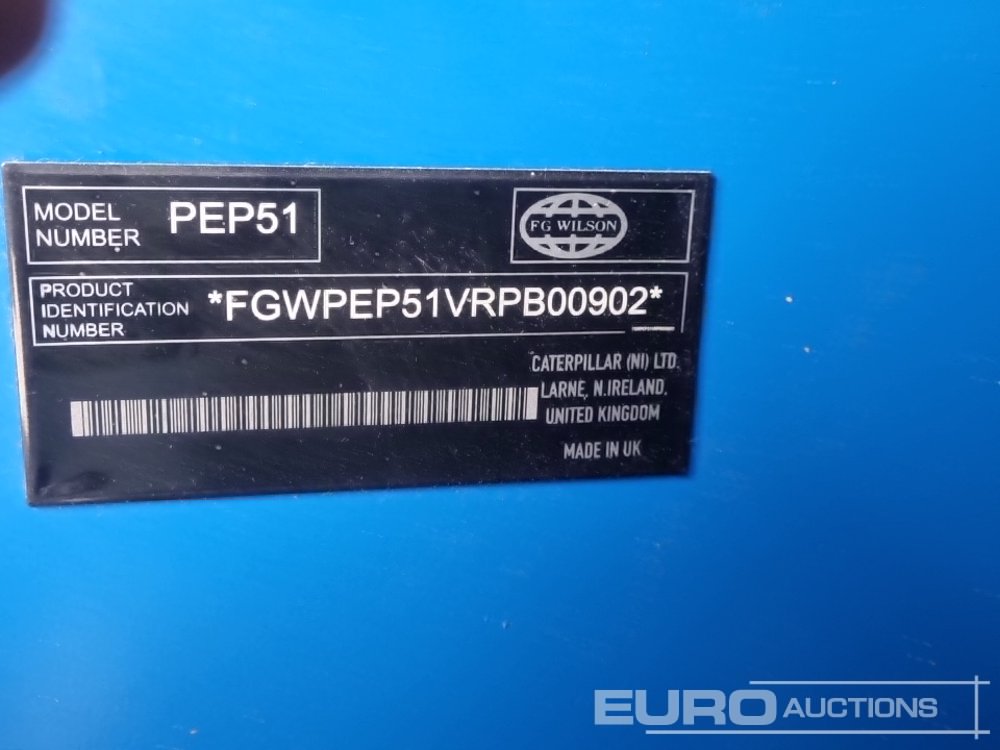 MODEL
NUMBER
PEP51
FG WILSON
PRODUCT
IDENTIFICATION
NUMBER
*FGWPEP51VRPB00902*
CATERPILLAR (NI) LTD.
LARNE, N.IRELAND.
UNITED KINGDOM
MADE IN UK
EURO AUCTIONS